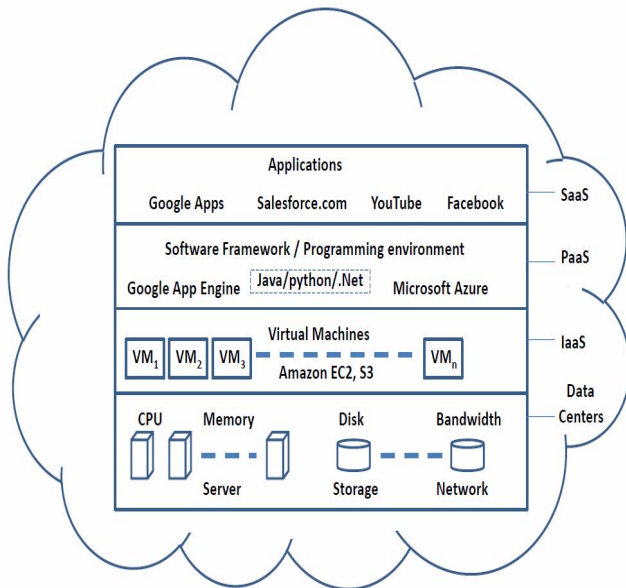 Applications
Google Apps Salesforce.com YouTube Facebook
SaaS
Software Framework / Programming environment
Google App Engine Java/python/.Net Microsoft Azure
PaaS
Virtual Machines
VM1 VM2 VM3 VMn
Amazon EC2, S3
IaaS
Data
Centers
CPU Memory Disk Bandwidth
Server Storage Network